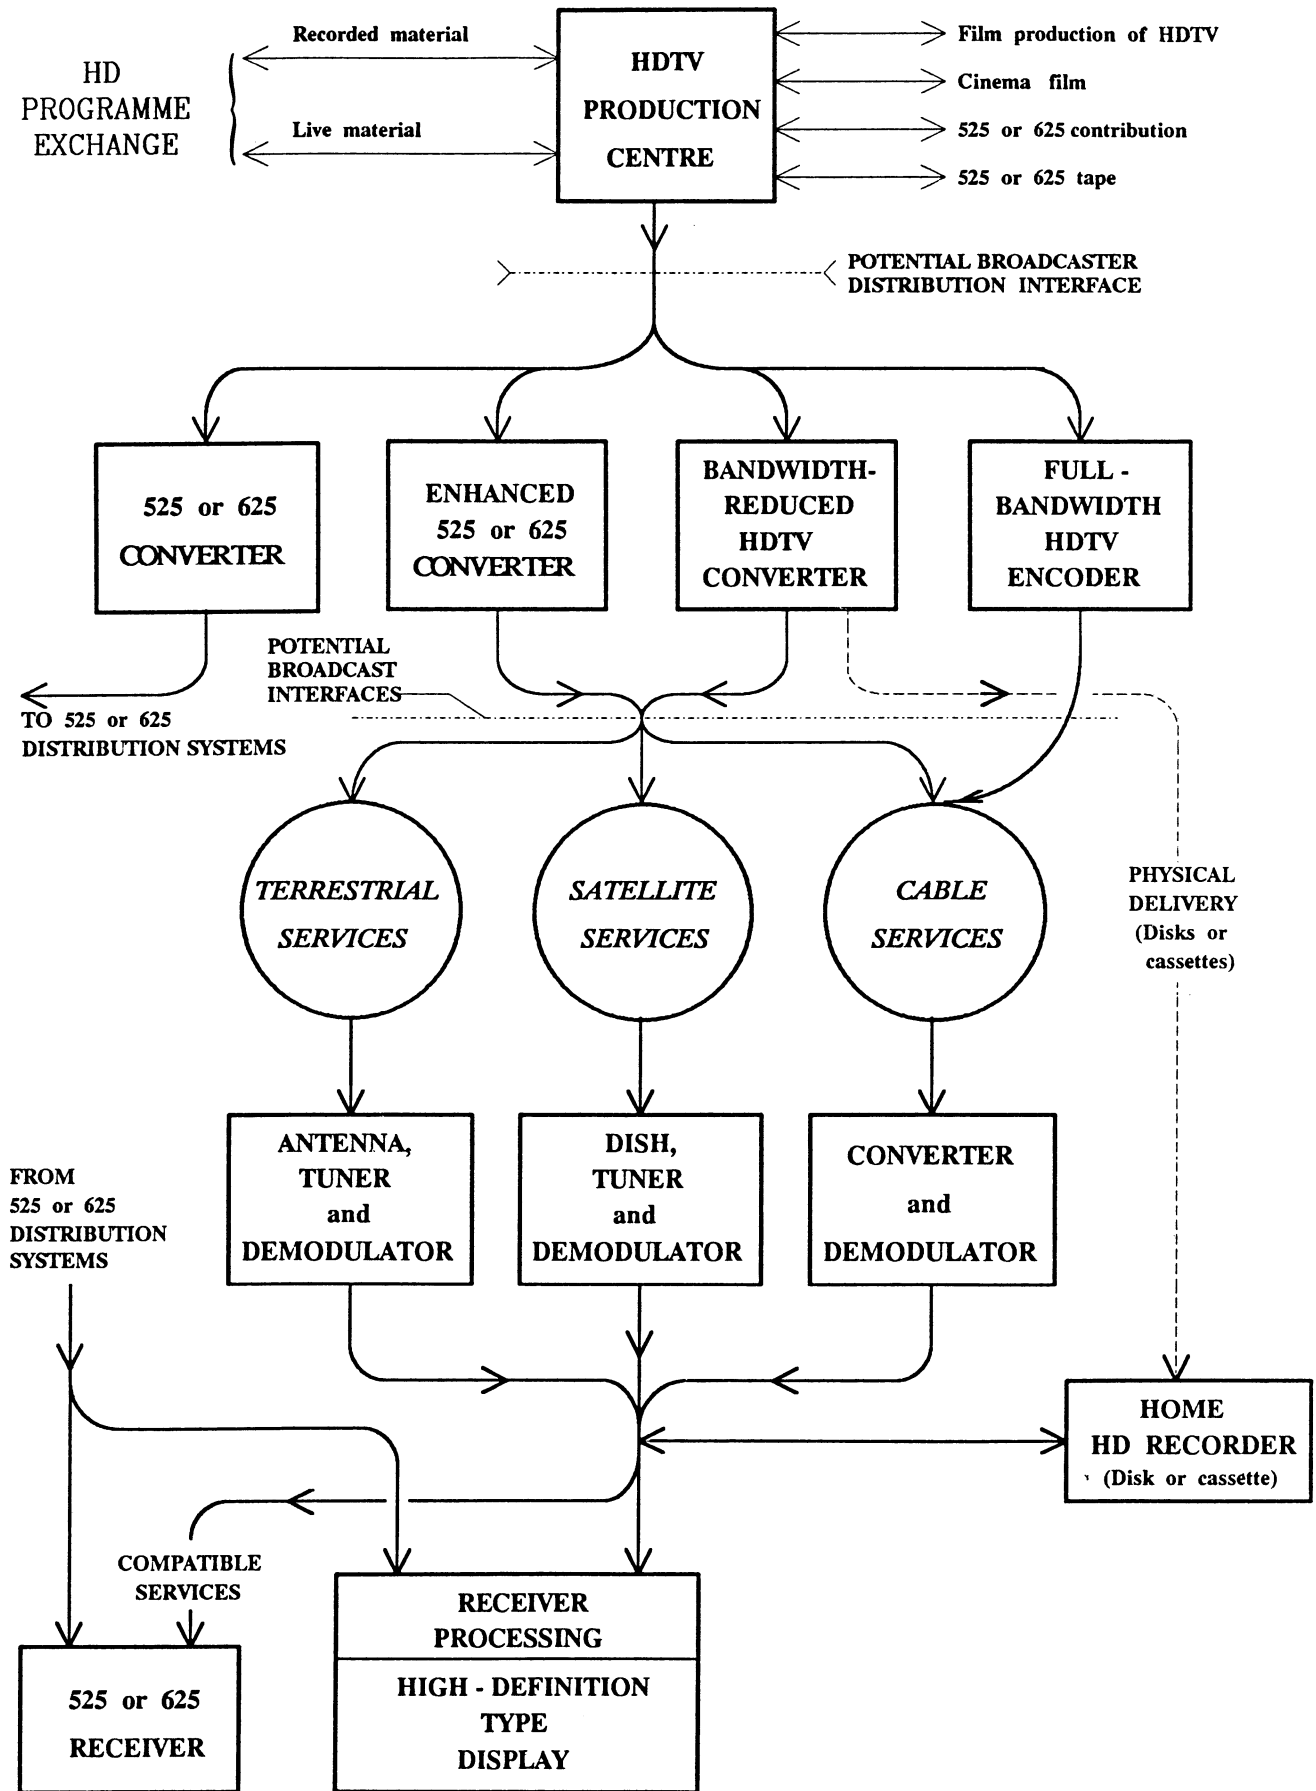 Recorded material
Film production of HDTV
HD
PROGRAMME
EXCHANGE
HDTV
PRODUCTION
CENTRE
Cinema film
Live material
525 or 625 contribution
525 or 625 tape
POTENTIAL BROADCASTER
DISTRIBUTION INTERFACE
525 or 625
CONVERTER
ENHANCED
525 or 625
CONVERTER
BANDWIDTH-
REDUCED
HDTV
CONVERTER
FULL -
BANDWIDTH
HDTV
ENCODER
POTENTIAL
BROADCAST
INTERFACES
TO 525 or 625
DISTRIBUTION SYSTEMS
TERRESTRIAL
SERVICES
SATELLITE
SERVICES
CABLE
SERVICES
PHYSICAL
DELIVERY
(Disks or
cassettes)
FROM
525 or 625
DISTRIBUTION
SYSTEMS
ANTENNA,
TUNER
and
DEMODULATOR
DISH,
TUNER
and
DEMODULATOR
CONVERTER
and
DEMODULATOR
HOME
HD RECORDER
(Disk or cassette)
COMPATIBLE
SERVICES
RECEIVER
PROCESSING
HIGH - DEFINITION
TYPE
DISPLAY
525 or 625
RECEIVER